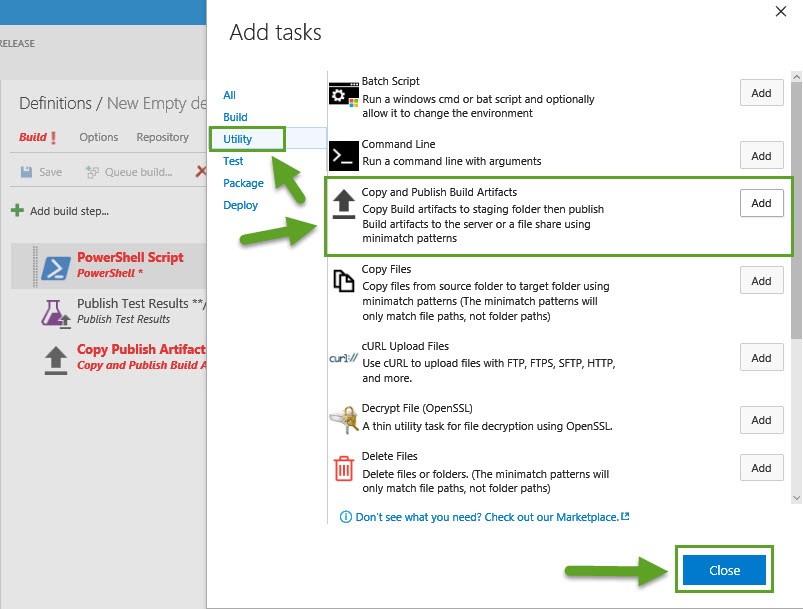 RELEASE
Definitions / New Empty de
Build !
Options
Repository
Save
Queue build...
Add build step...
PowerShell Script
PowerShell *
Publish Test Results **/
Publish Test Results
Copy Publish Artifact
Copy and Publish Build A
Add tasks
All
Build
Utility
Test
Package
Deploy
Batch Script
Run a windows cmd or bat script and optionally
allow it to change the environment
Add
Command Line
Run a command line with arguments
Add
Copy and Publish Build Artifacts
Copy Build artifacts to staging folder then publish
Build artifacts to the server or a file share using
minimatch patterns
Add
Copy Files
Copy files from source folder to target folder using
minimatch patterns (The minimatch patterns will
only match file paths, not folder paths)
Add
curl://
cURL Upload Files
Use cURL to upload files with FTP, FTPS, SFTP, HTTP,
and more.
Add
Decrypt File (OpenSSL)
A thin utility task for file decryption using OpenSSL.
Add
Delete Files
Delete files or folders. (The minimatch patterns will
only match file paths, not folder paths)
Add
Don't see what you need? Check out our Marketplace.
Close